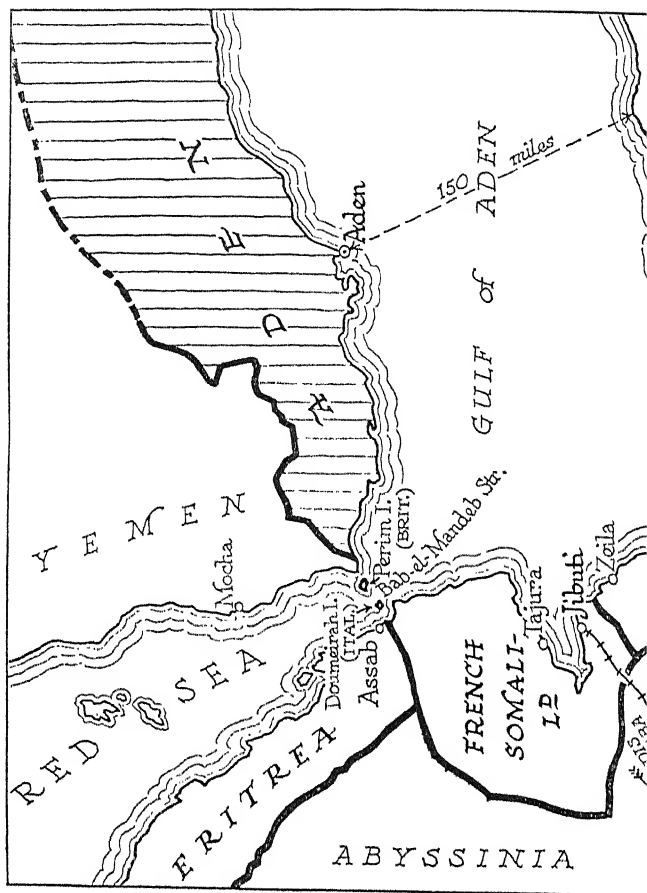 ADEN
Aden
150 miles
GULF of ADEN
YEMEN
Mocha
Perim I.
(BRIT.)
Bab-el-Mandeb Str.
Doumeirah I.
(ITAL.)
Assab
RED SEA
ERITREA
FRENCH
SOMALI-
LD
Tajura
Jibuti
Zeila
ABYSSINIA